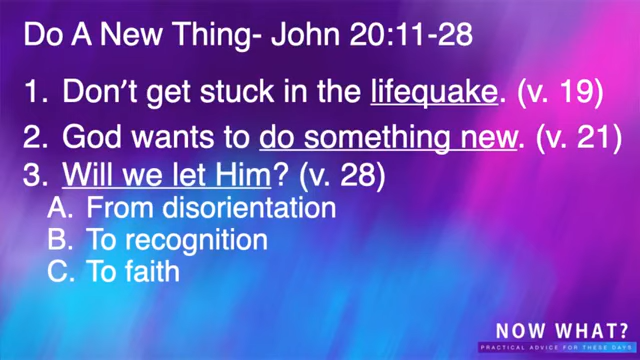 Do A New Thing- John 20:11-28
1. Don’t get stuck in the lifequake. (v. 19)
2. God wants to do something new. (v. 21)
3. Will we let Him? (v. 28)
A. From disorientation
B. To recognition
C. To faith
NOW WHAT?
PRACTICAL ADVICE FOR THESE DAYS